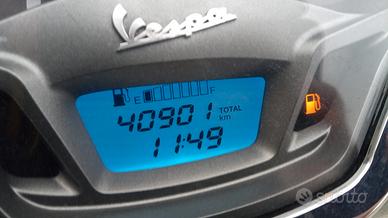 Vespa
E F
40901 TOTAL km
11:49
subito